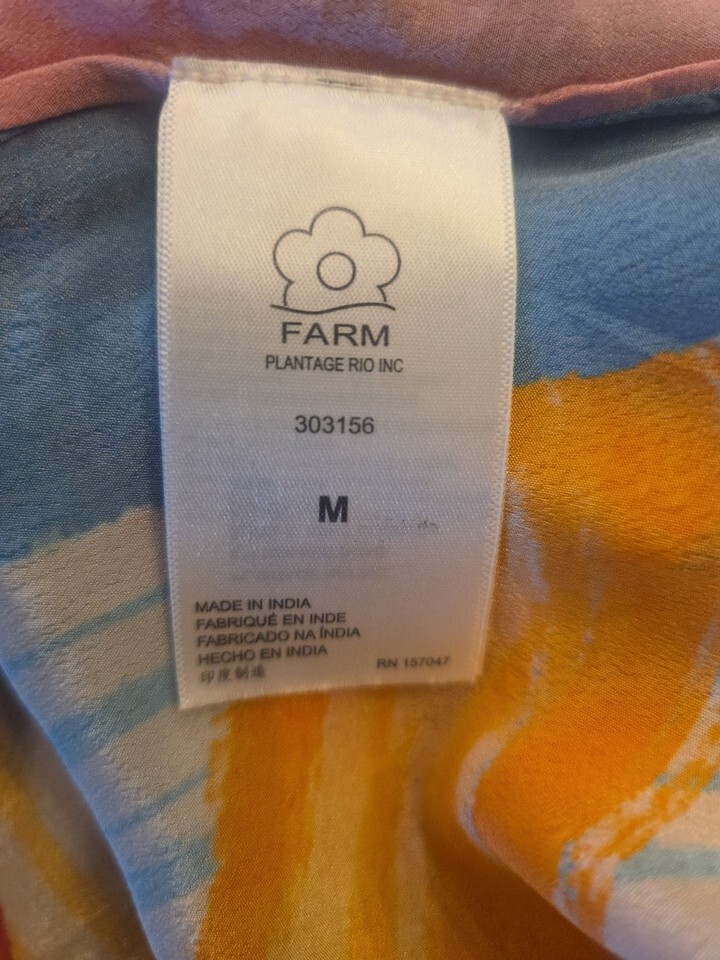 FARM
PLANTAGE RIO INC
303156
M
MADE IN INDIA
FABRIQUÉ EN INDE
FABRICADO NA ÍNDIA
HECHO EN INDIA
RN 157047
印度制造